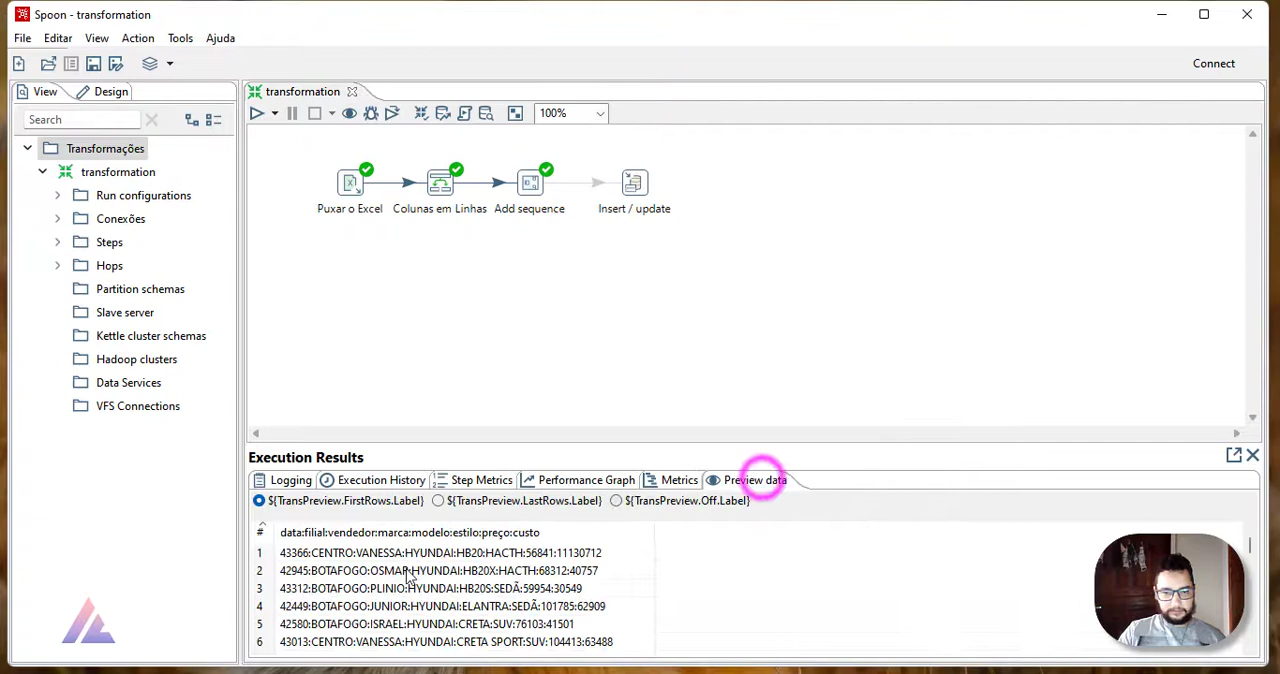 Spoon - transformation
File Editar View Action Tools Ajuda
Connect
View Design
Search
Transformações
transformation
Run configurations
Conexões
Steps
Hops
Partition schemas
Slave server
Kettle cluster schemas
Hadoop clusters
Data Services
VFS Connections
transformation
100%
Puxar o Excel Colunas em Linhas Add sequence Insert / update
Execution Results
Logging Execution History Step Metrics Performance Graph Metrics Preview data
${TransPreview.FirstRows.Label} ${TransPreview.LastRows.Label} ${TransPreview.Off.Label}
# data:filial:vendedor:marca:modelo:estilo:preço:custo
1 43366:CENTRO:VANESSA:HYUNDAI:HB20:HACTH:56841:11130712
2 42945:BOTAFOGO:OSMAR:HYUNDAI:HB20X:HACTH:68312:40757
3 43312:BOTAFOGO:PLINIO:HYUNDAI:HB20S:SEDÃ:59954:30549
4 42449:BOTAFOGO:JUNIOR:HYUNDAI:ELANTRA:SEDÃ:101785:62909
5 42580:BOTAFOGO:ISRAEL:HYUNDAI:CRETA:SUV:76103:41501
6 43013:CENTRO:VANESSA:HYUNDAI:CRETA SPORT:SUV:104413:63488